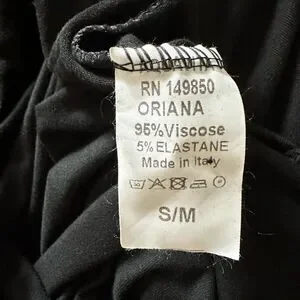 RN 149850
ORIANA
95%Viscose
5% ELASTANE
Made in Italy
S/M